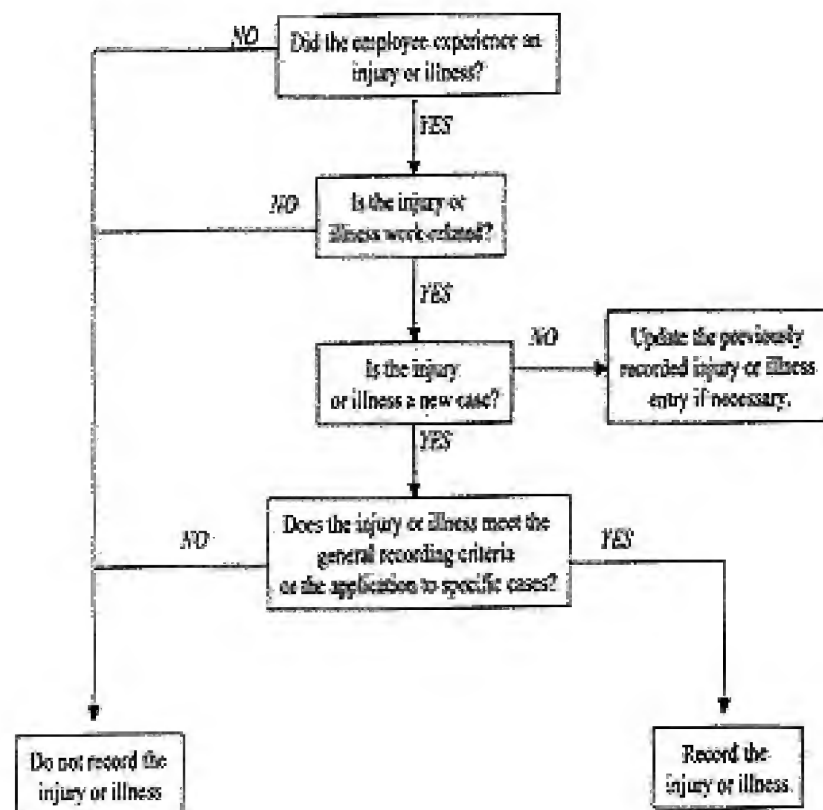 NO
Did the employee experience an
injury or illness?
YES
NO
Is the injury or
illness work-related?
YES
Is the injury
or illness a new case?
NO
Update the previously
recorded injury or illness
entry if necessary.
YES
NO
Does the injury or illness meet the
general recording criteria
or the application to specific cases?
YES
Do not record the
injury or illness
Record the
injury or illness.